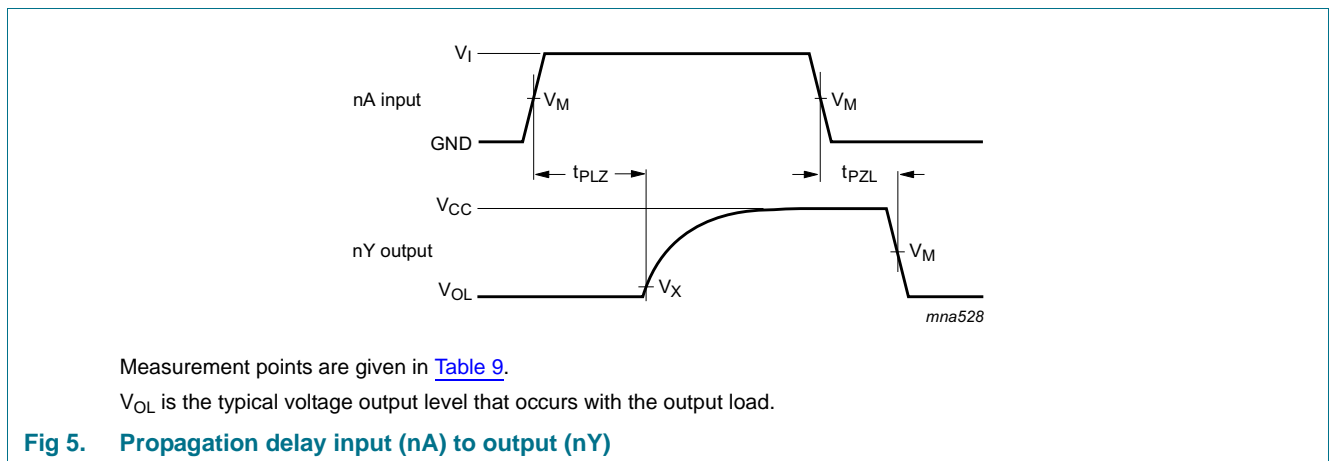 V_I
nA input
V_M
V_M
GND
t_PLZ
t_PZL
V_CC
nY output
V_M
V_OL
V_X
mna528
Measurement points are given in Table 9.
V_OL is the typical voltage output level that occurs with the output load.
Fig 5. Propagation delay input (nA) to output (nY)